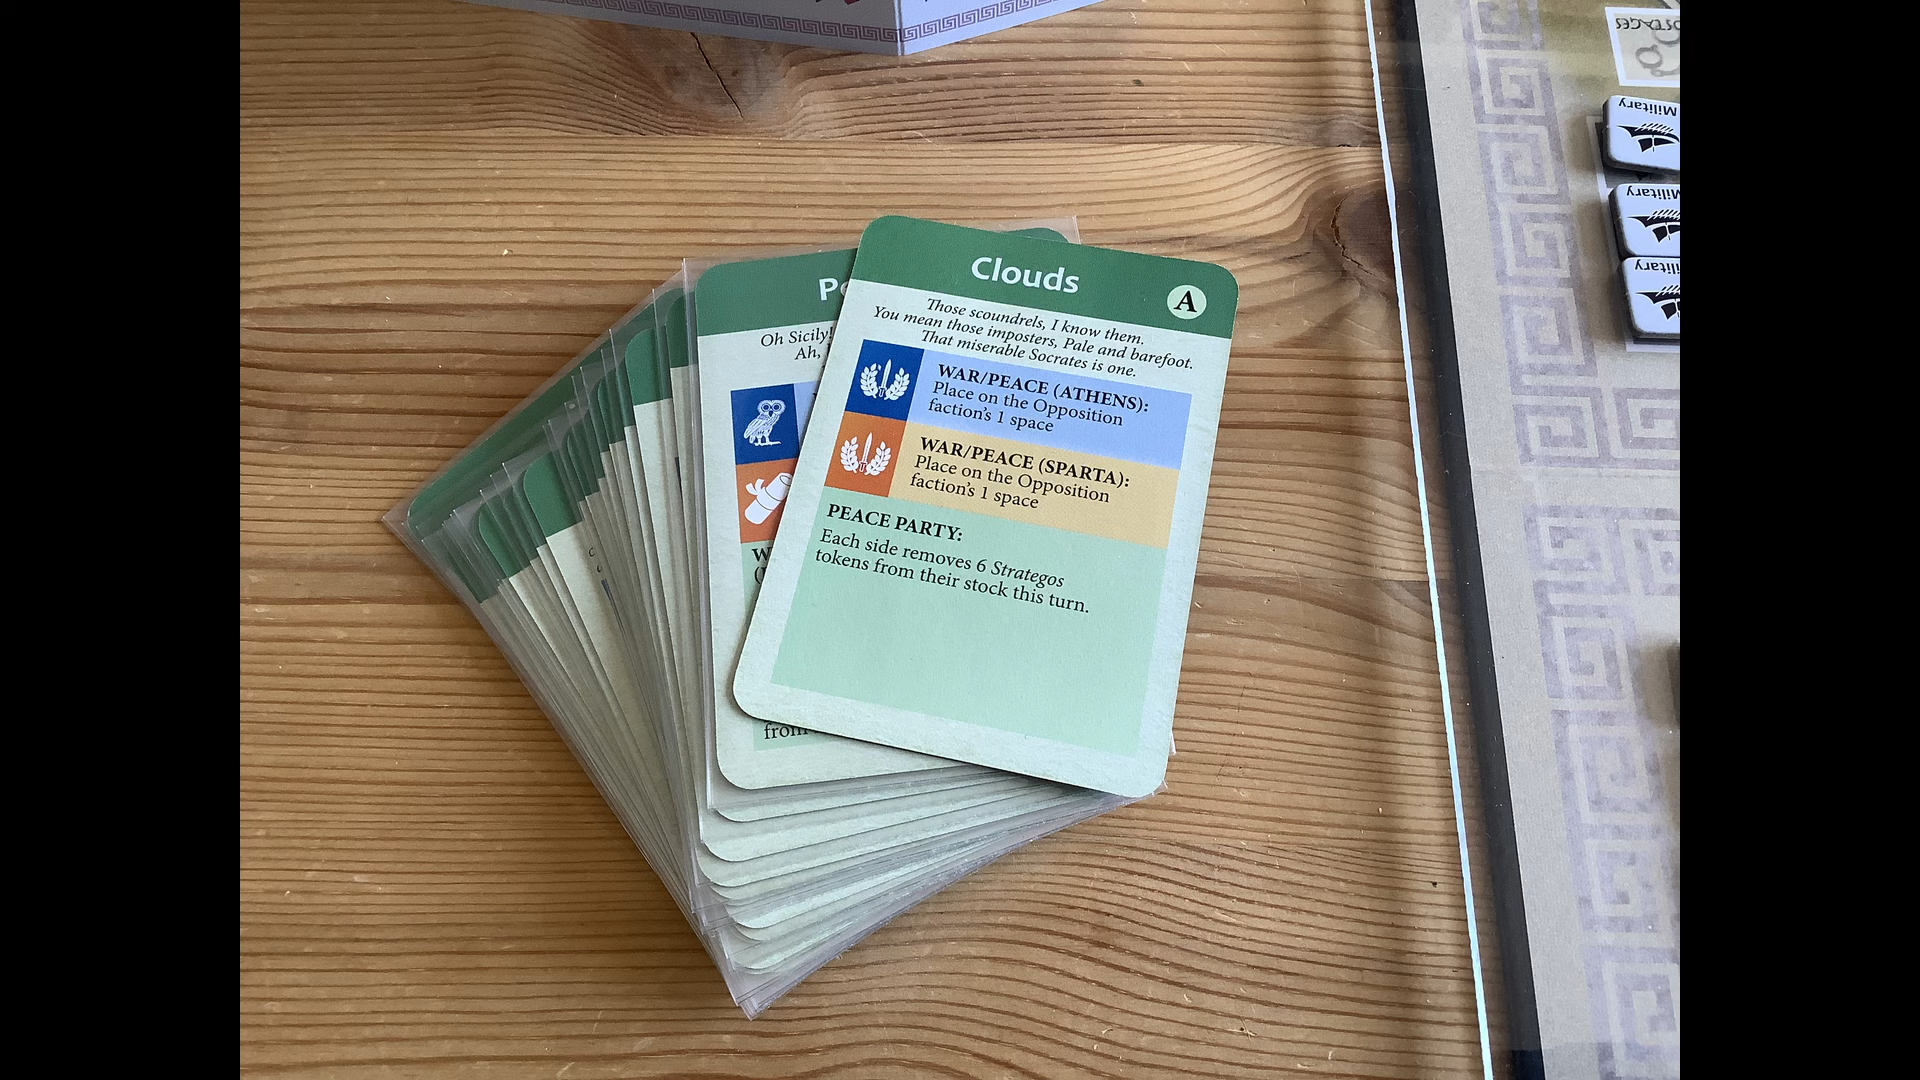 Clouds
A
Those scoundrels, I know them.
You mean those imposters, Pale and barefoot.
That miserable Socrates is one.
WAR/PEACE (ATHENS):
Place on the Opposition
faction's 1 space
WAR/PEACE (SPARTA):
Place on the Opposition
faction's 1 space
PEACE PARTY:
Each side removes 6 Strategos
tokens from their stock this turn.
Oh Sicily!
Ah,
from
Military
Military
Military